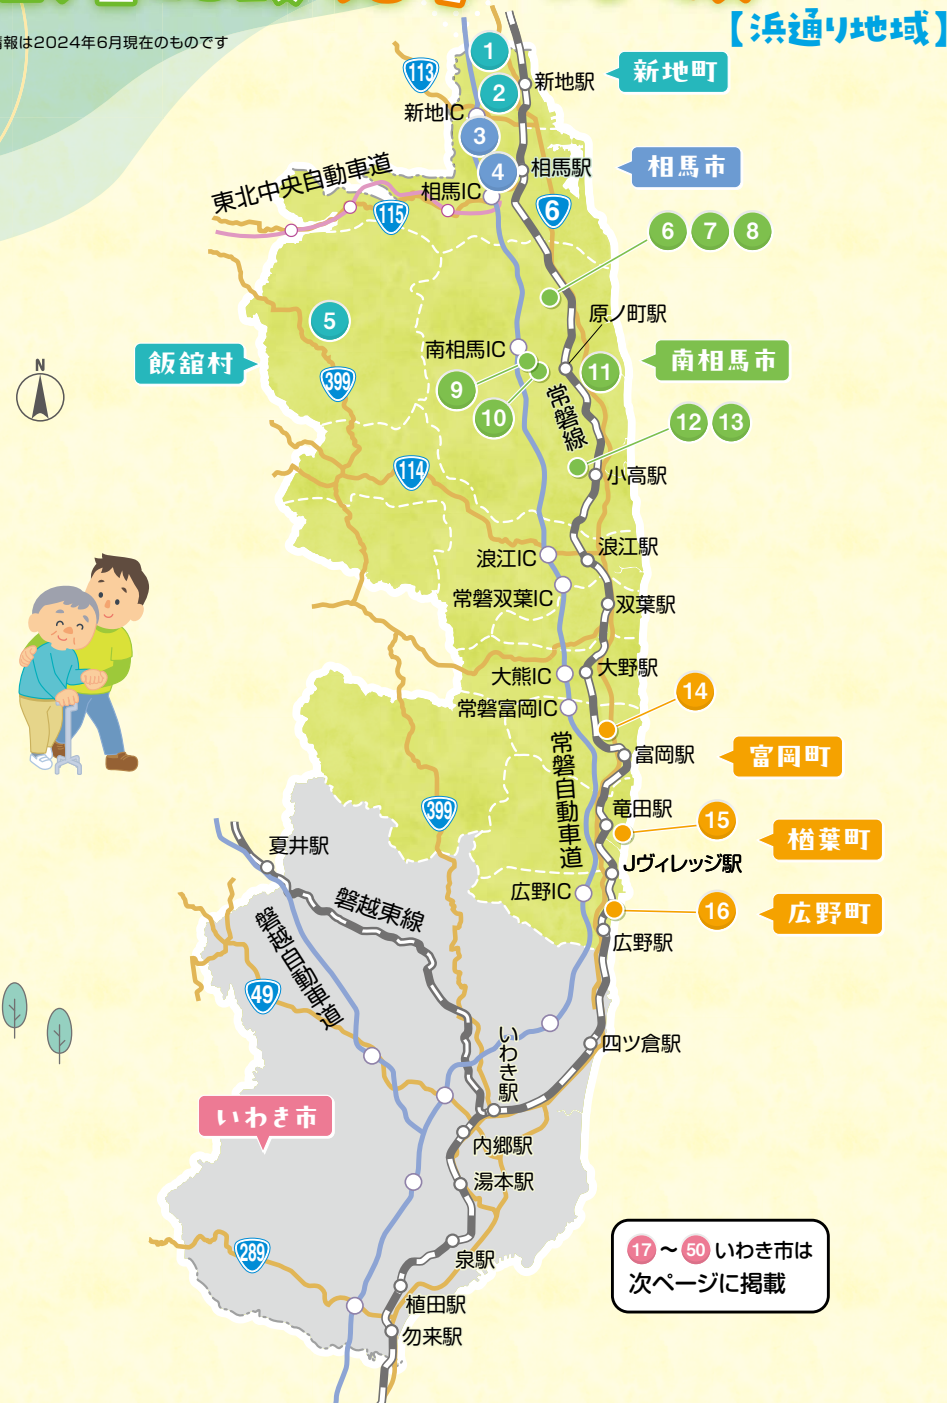 【浜通り地域】
情報は2024年6月現在のものです
1
113
2
新地駅
新地町
新地IC
3
4
相馬駅
相馬市
東北中央自動車道
相馬IC
115
6
6 7 8
5
原ノ町駅
南相馬IC
飯舘村
南相馬市
399
9
11
10
常磐線
12 13
114
小高駅
N
浪江IC
浪江駅
常磐双葉IC
双葉駅
大熊IC
大野駅
14
常磐富岡IC
常磐自動車道
富岡駅
富岡町
399
竜田駅
15
楢葉町
夏井駅
Jヴィレッジ駅
広野IC
磐越東線
16
広野町
磐越自動車道
広野駅
49
いわき駅
四ツ倉駅
いわき市
内郷駅
湯本駅
289
泉駅
17～50いわき市は
次ページに掲載
植田駅
勿来駅